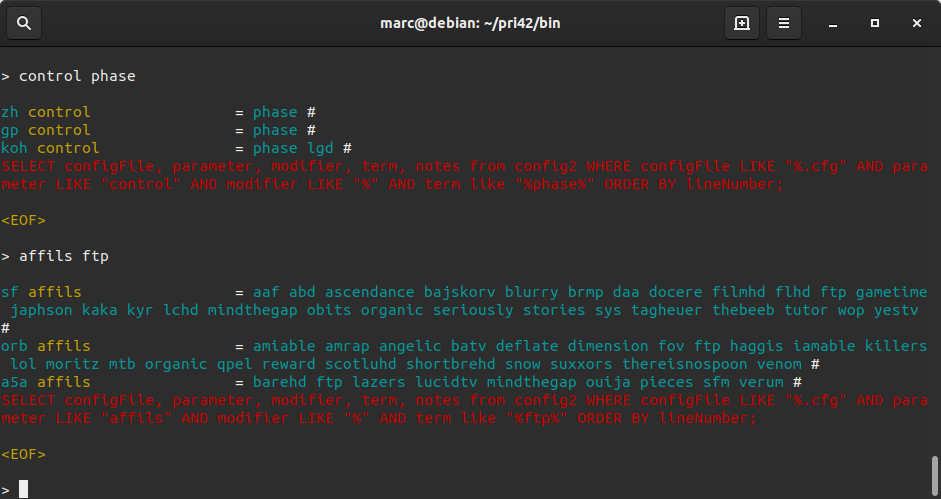 marc@debian: ~/pri42/bin
> control phase
zh control = phase #
gp control = phase #
koh control = phase lgd #
SELECT configFile, parameter, modifier, term, notes from config2 WHERE configFile LIKE "%.cfg" AND para
meter LIKE "control" AND modifier LIKE "%" AND term like "%phase%" ORDER BY lineNumber;
<EOF>
> affils ftp
sf affils = aaf abd ascendance bajskorv blurry brmp daa docere filmhd flhd ftp gametime
japhson kaka kyr lchd mindthegap obits organic seriously stories sys tagheuer thebeeb tutor wop yestv
#
orb affils = amiable amrap angelic batv deflate dimension fov ftp haggis iamable killers
lol moritz mtb organic qpel reward scotluhd shortbrehd snow suxxors thereisnospoon venom #
a5a affils = barehd ftp lazers lucidtv mindthegap ouija pieces sfm verum #
SELECT configFile, parameter, modifier, term, notes from config2 WHERE configFile LIKE "%.cfg" AND para
meter LIKE "affils" AND modifier LIKE "%" AND term like "%ftp%" ORDER BY lineNumber;
<EOF>
>